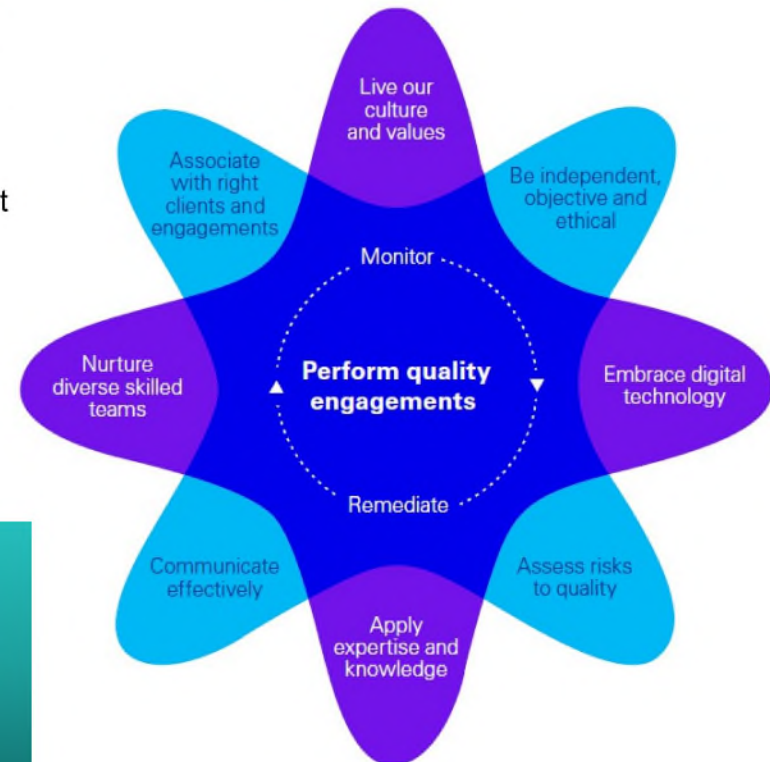 Live our
culture
and values
Associate
with right
clients and
engagements
Be independent,
objective and
ethical
Monitor
Nurture
diverse skilled
teams
Perform quality
engagements
Embrace digital
technology
Remediate
Communicate
effectively
Assess risks
to quality
Apply
expertise and
knowledge